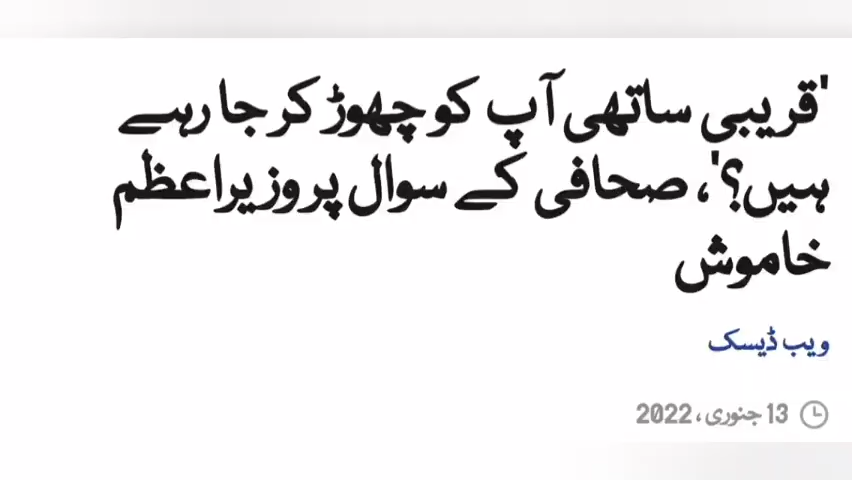 'قریبی ساتھی آپ کو چھوڑ کر جا رہے
ہیں؟'، صحافی کے سوال پر وزیراعظم
خاموش
ویب ڈیسک
13 جنوری، 2022